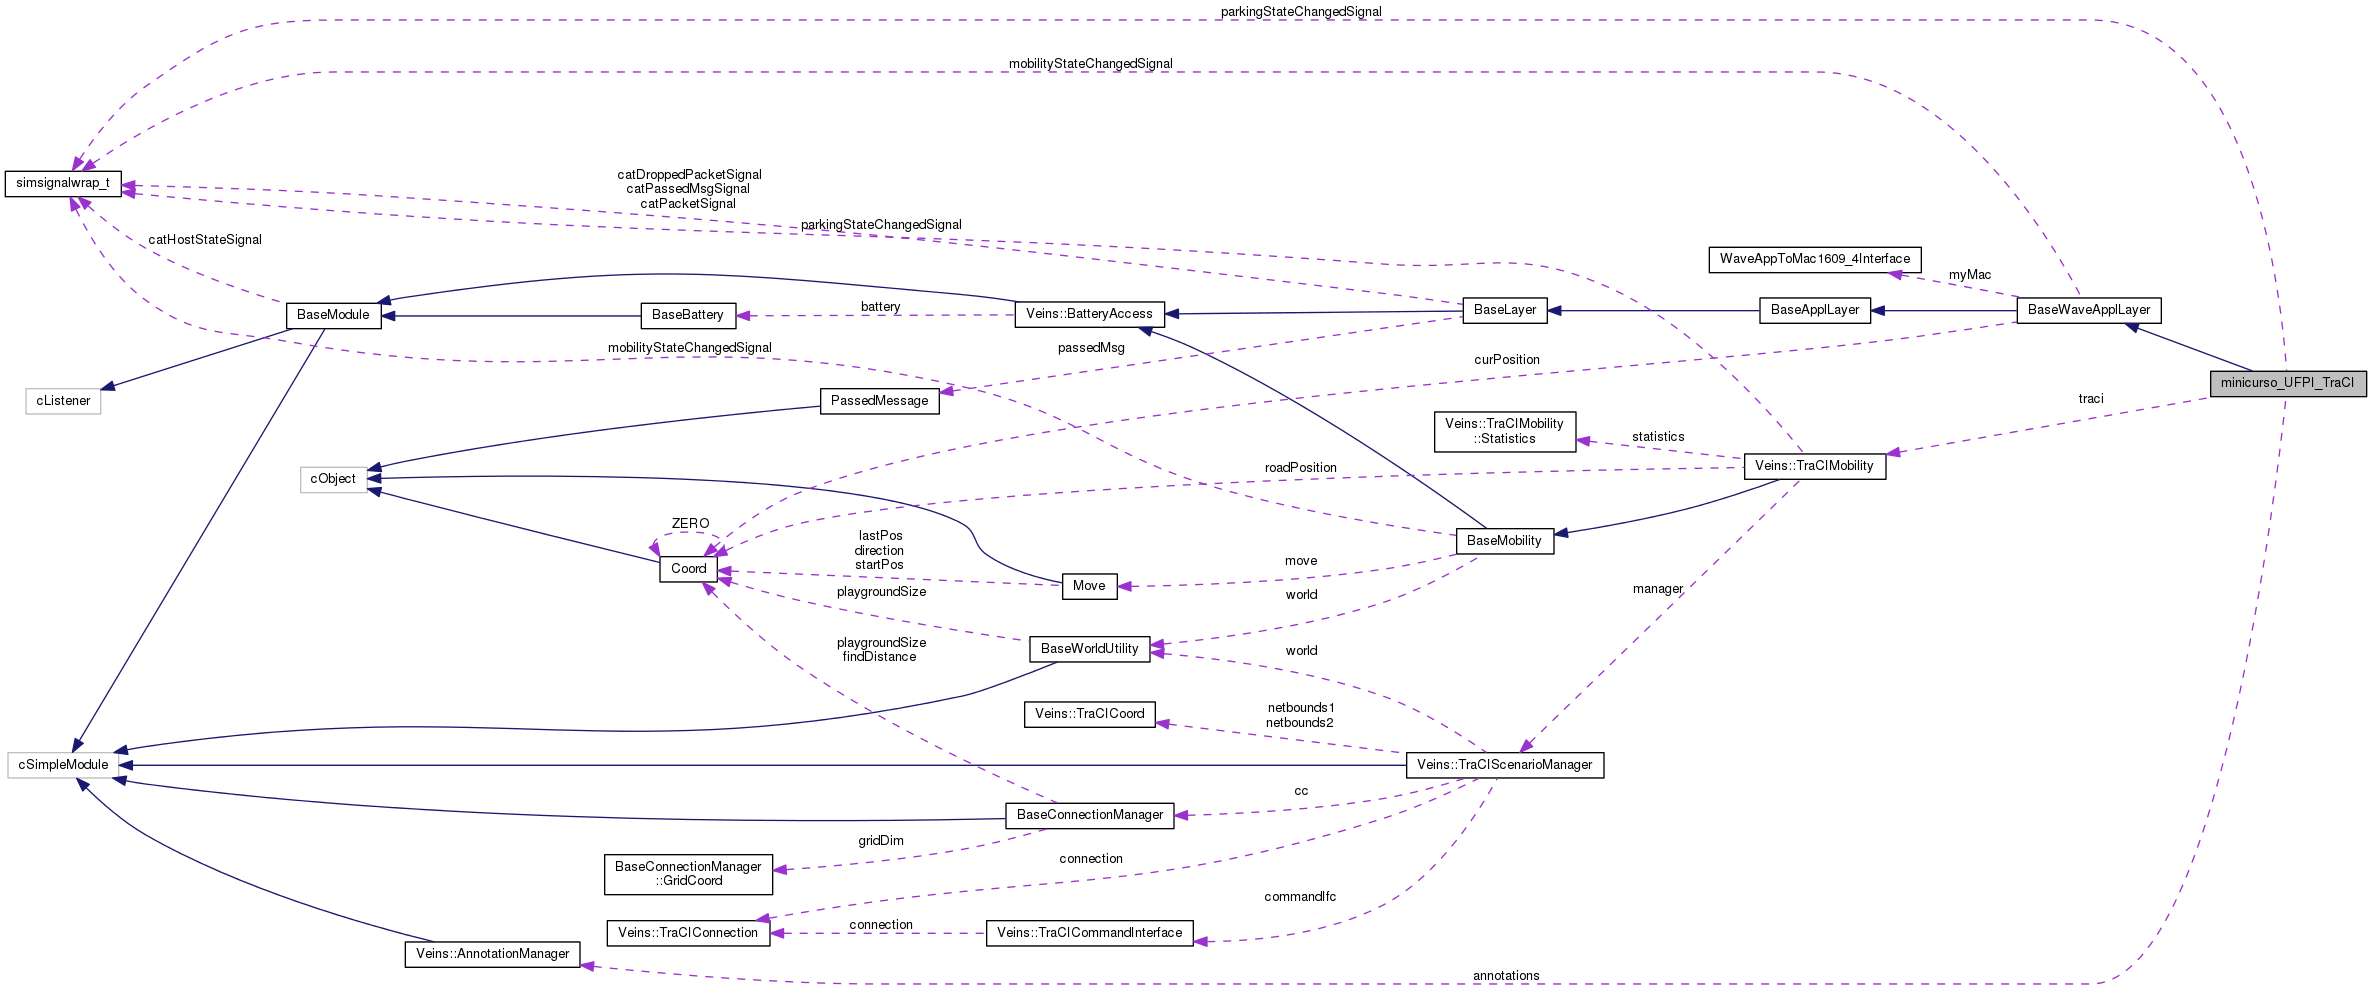 parkingStateChangedSignal
mobilityStateChangedSignal
simsignalwrap_t
catDroppedPacketSignal
catPassedMsgSignal
catPacketSignal
parkingStateChangedSignal
catHostStateSignal
WaveAppToMac1609_4Interface
myMac
BaseModule
BaseBattery
battery
Veins::BatteryAccess
BaseLayer
BaseApplLayer
BaseWaveApplLayer
mobilityStateChangedSignal
passedMsg
curPosition
minicurso_UFPI_TraCI
cListener
PassedMessage
traci
Veins::TraCIMobility
::Statistics
statistics
cObject
roadPosition
Veins::TraCIMobility
ZERO
lastPos
direction
startPos
BaseMobility
Coord
Move
move
playgroundSize
world
manager
playgroundSize
findDistance
BaseWorldUtility
world
Veins::TraCICoord
netbounds1
netbounds2
cSimpleModule
Veins::TraCIScenarioManager
cc
BaseConnectionManager
gridDim
BaseConnectionManager
::GridCoord
connection
commandIfc
Veins::TraCIConnection
connection
Veins::TraCICommandInterface
Veins::AnnotationManager
annotations